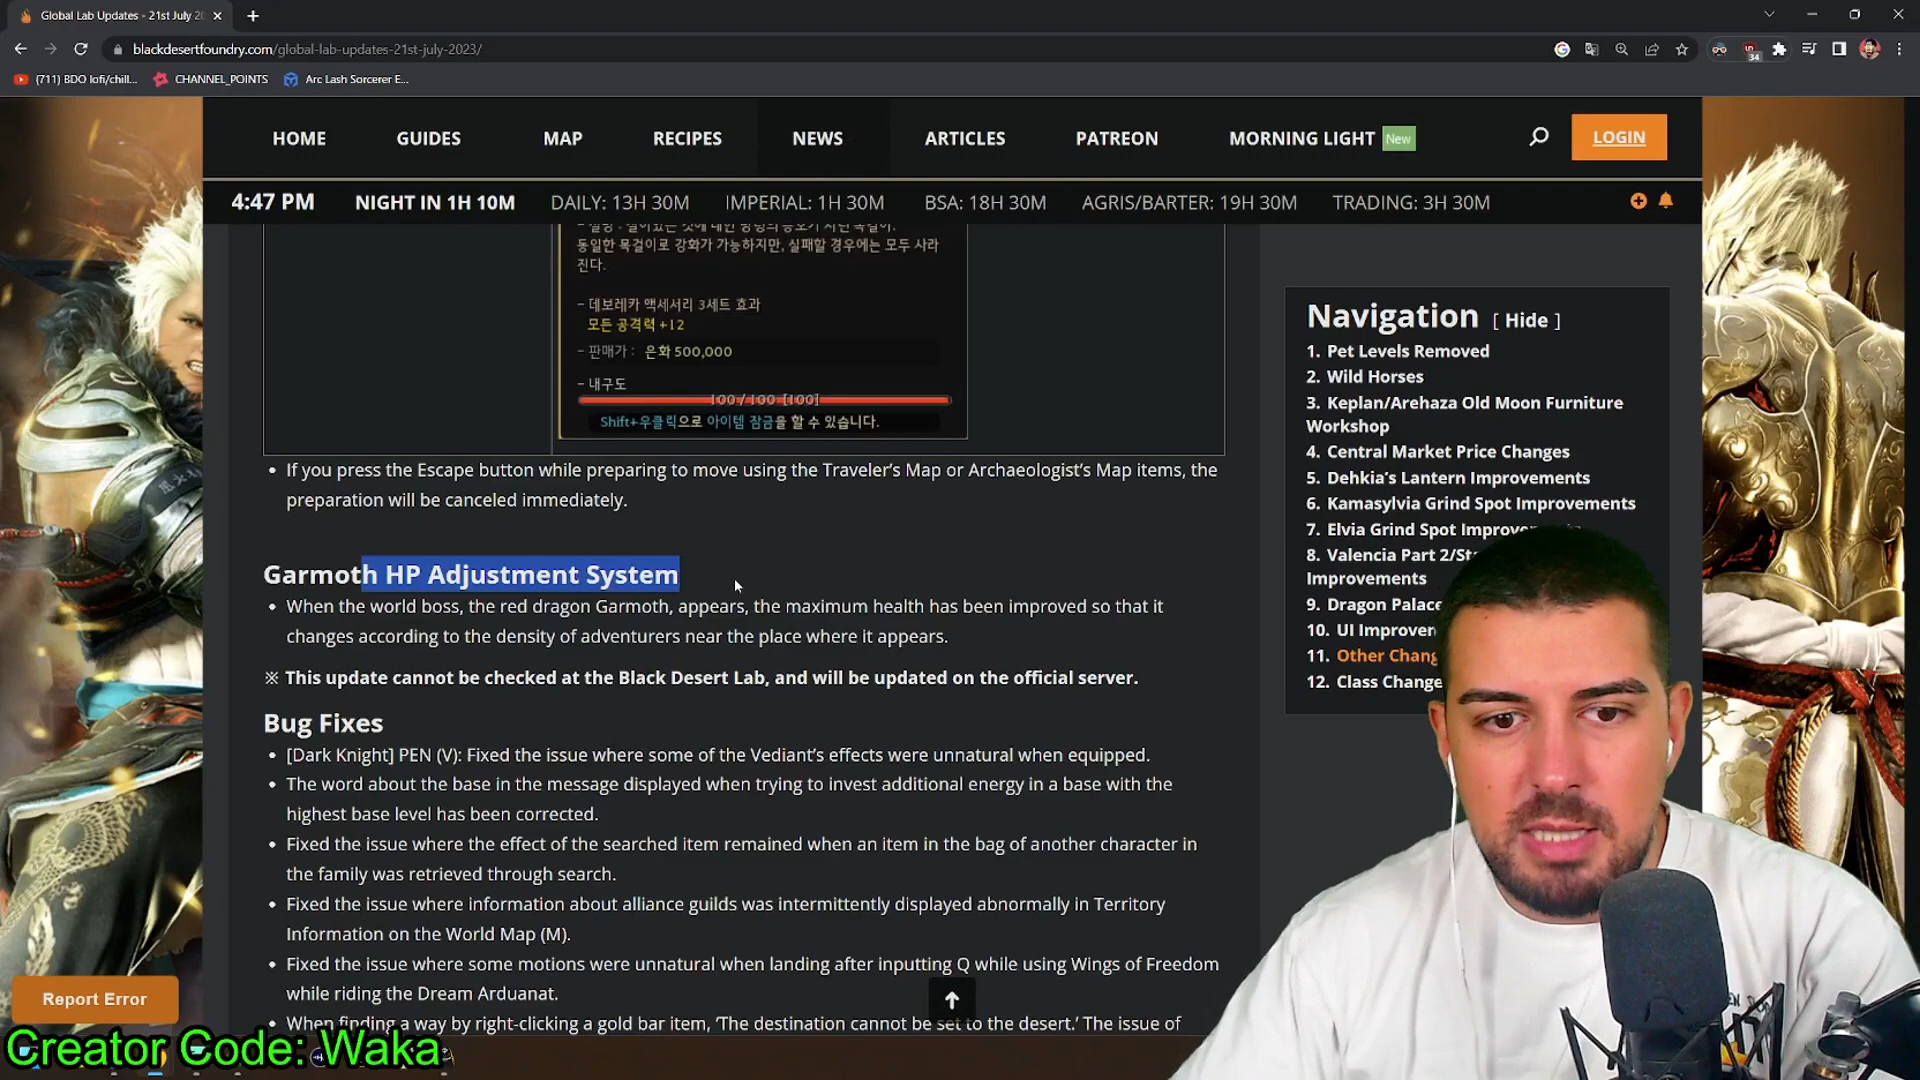 Global Lab Updates - 21st July 20
blackdesertfoundry.com/global-lab-updates-21st-july-2023/
34
(711) BDO lofi/chill...
CHANNEL_POINTS
Arc Lash Sorcerer E...
HOME
GUIDES
MAP
RECIPES
NEWS
ARTICLES
PATREON
MORNING LIGHT New
LOGIN
4:47 PM
NIGHT IN 1H 10M
DAILY: 13H 30M
IMPERIAL: 1H 30M
BSA: 18H 30M
AGRIS/BARTER: 19H 30M
TRADING: 3H 30M
동일한 목걸이로 강화가 가능하지만, 실패할 경우에는 모두 사라
진다.
- 데보레카 액세서리 3세트 효과
모든 공격력 +12
- 판매가 : 은화 500,000
- 내구도
100 / 100 [100]
Shift+우클릭으로 아이템 잠금을 할 수 있습니다.
• If you press the Escape button while preparing to move using the Traveler's Map or Archaeologist's Map items, the
preparation will be canceled immediately.
Garmoth HP Adjustment System
• When the world boss, the red dragon Garmoth, appears, the maximum health has been improved so that it
changes according to the density of adventurers near the place where it appears.
※ This update cannot be checked at the Black Desert Lab, and will be updated on the official server.
Bug Fixes
• [Dark Knight] PEN (V): Fixed the issue where some of the Vediant's effects were unnatural when equipped.
• The word about the base in the message displayed when trying to invest additional energy in a base with the
highest base level has been corrected.
• Fixed the issue where the effect of the searched item remained when an item in the bag of another character in
the family was retrieved through search.
• Fixed the issue where information about alliance guilds was intermittently displayed abnormally in Territory
Information on the World Map (M).
• Fixed the issue where some motions were unnatural when landing after inputting Q while using Wings of Freedom
while riding the Dream Arduanat.
• When finding a way by right-clicking a gold bar item, 'The destination cannot be set to the desert.' The issue of
Navigation [ Hide ]
1. Pet Levels Removed
2. Wild Horses
3. Keplan/Arehaza Old Moon Furniture
Workshop
4. Central Market Price Changes
5. Dehkia's Lantern Improvements
6. Kamasylvia Grind Spot Improvements
7. Elvia Grind Spot Improve
8. Valencia Part 2/St
Improvements
9. Dragon Palace
10. UI Improve
11. Other Chang
12. Class Change
Report Error
Creator Code: Waka